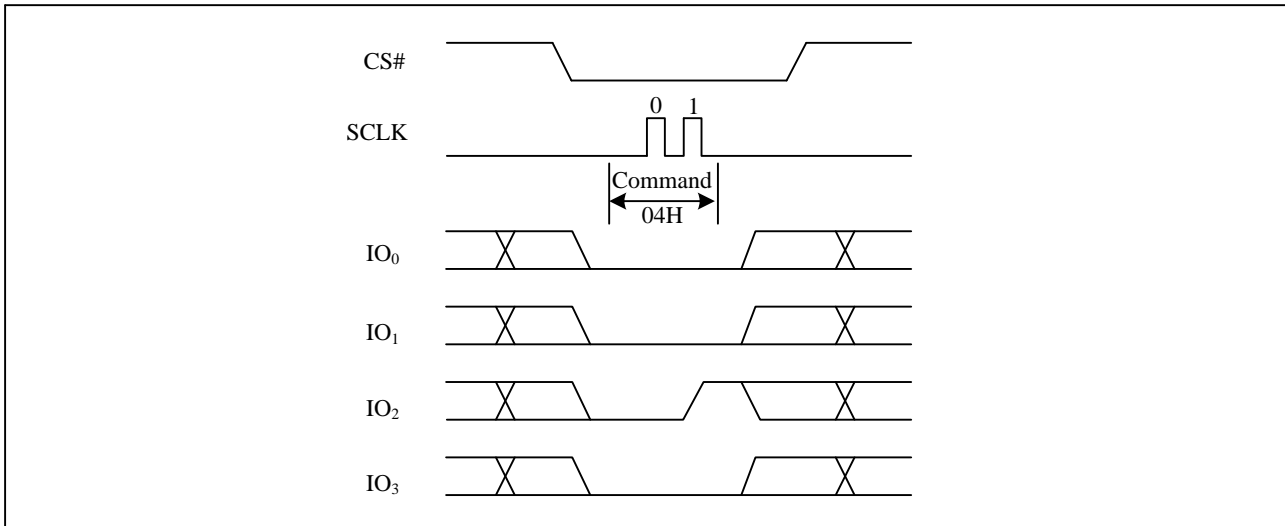 CS#
0 1
SCLK
Command
04H
IO₀
IO₁
IO₂
IO₃